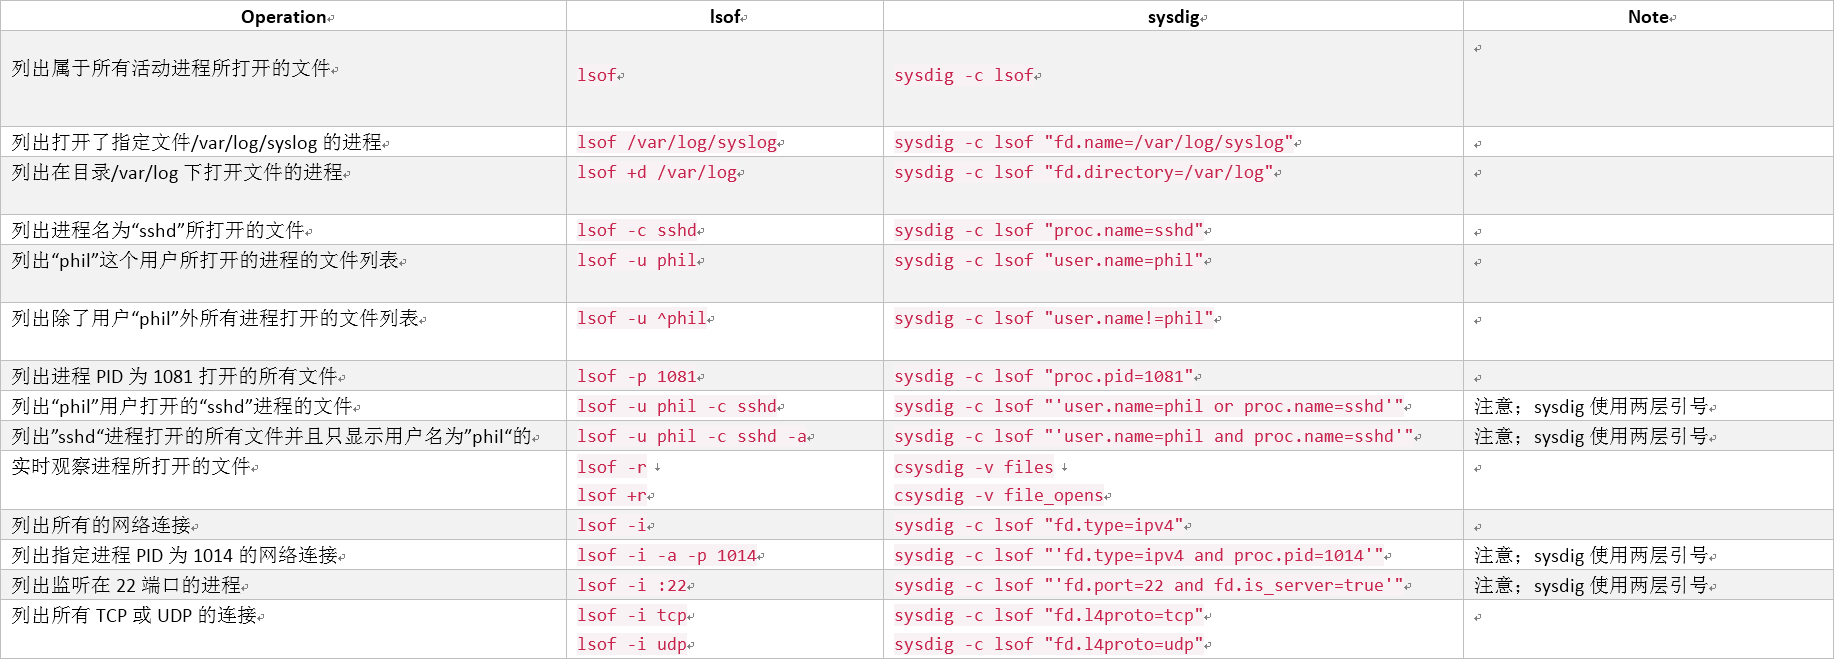 Operation lsof sysdig Note
列出属于所有活动进程所打开的文件 lsof sysdig -c lsof
列出打开了指定文件/var/log/syslog 的进程 lsof /var/log/syslog sysdig -c lsof "fd.name=/var/log/syslog"
列出在目录/var/log 下打开文件的进程 lsof +d /var/log sysdig -c lsof "fd.directory=/var/log"
列出进程名为“sshd”所打开的文件 lsof -c sshd sysdig -c lsof "proc.name=sshd"
列出“phil”这个用户所打开的进程的文件列表 lsof -u phil sysdig -c lsof "user.name=phil"
列出除了用户“phil”外所有进程打开的文件列表 lsof -u ^phil sysdig -c lsof "user.name!=phil"
列出进程 PID 为 1081 打开的所有文件 lsof -p 1081 sysdig -c lsof "proc.pid=1081"
列出“phil”用户打开的“sshd”进程的文件 lsof -u phil -c sshd sysdig -c lsof "'user.name=phil or proc.name=sshd'" 注意；sysdig 使用两层引号
列出”sshd“进程打开的所有文件并且只显示用户名为”phil“的 lsof -u phil -c sshd -a sysdig -c lsof "'user.name=phil and proc.name=sshd'" 注意；sysdig 使用两层引号
实时观察进程所打开的文件 lsof -r csysdig -v files
lsof +r csysdig -v file_opens
列出所有的网络连接 lsof -i sysdig -c lsof "fd.type=ipv4"
列出指定进程 PID 为 1014 的网络连接 lsof -i -a -p 1014 sysdig -c lsof "'fd.type=ipv4 and proc.pid=1014'" 注意；sysdig 使用两层引号
列出监听在 22 端口的进程 lsof -i :22 sysdig -c lsof "'fd.port=22 and fd.is_server=true'" 注意；sysdig 使用两层引号
列出所有 TCP 或 UDP 的连接 lsof -i tcp sysdig -c lsof "fd.l4proto=tcp"
lsof -i udp sysdig -c lsof "fd.l4proto=udp"